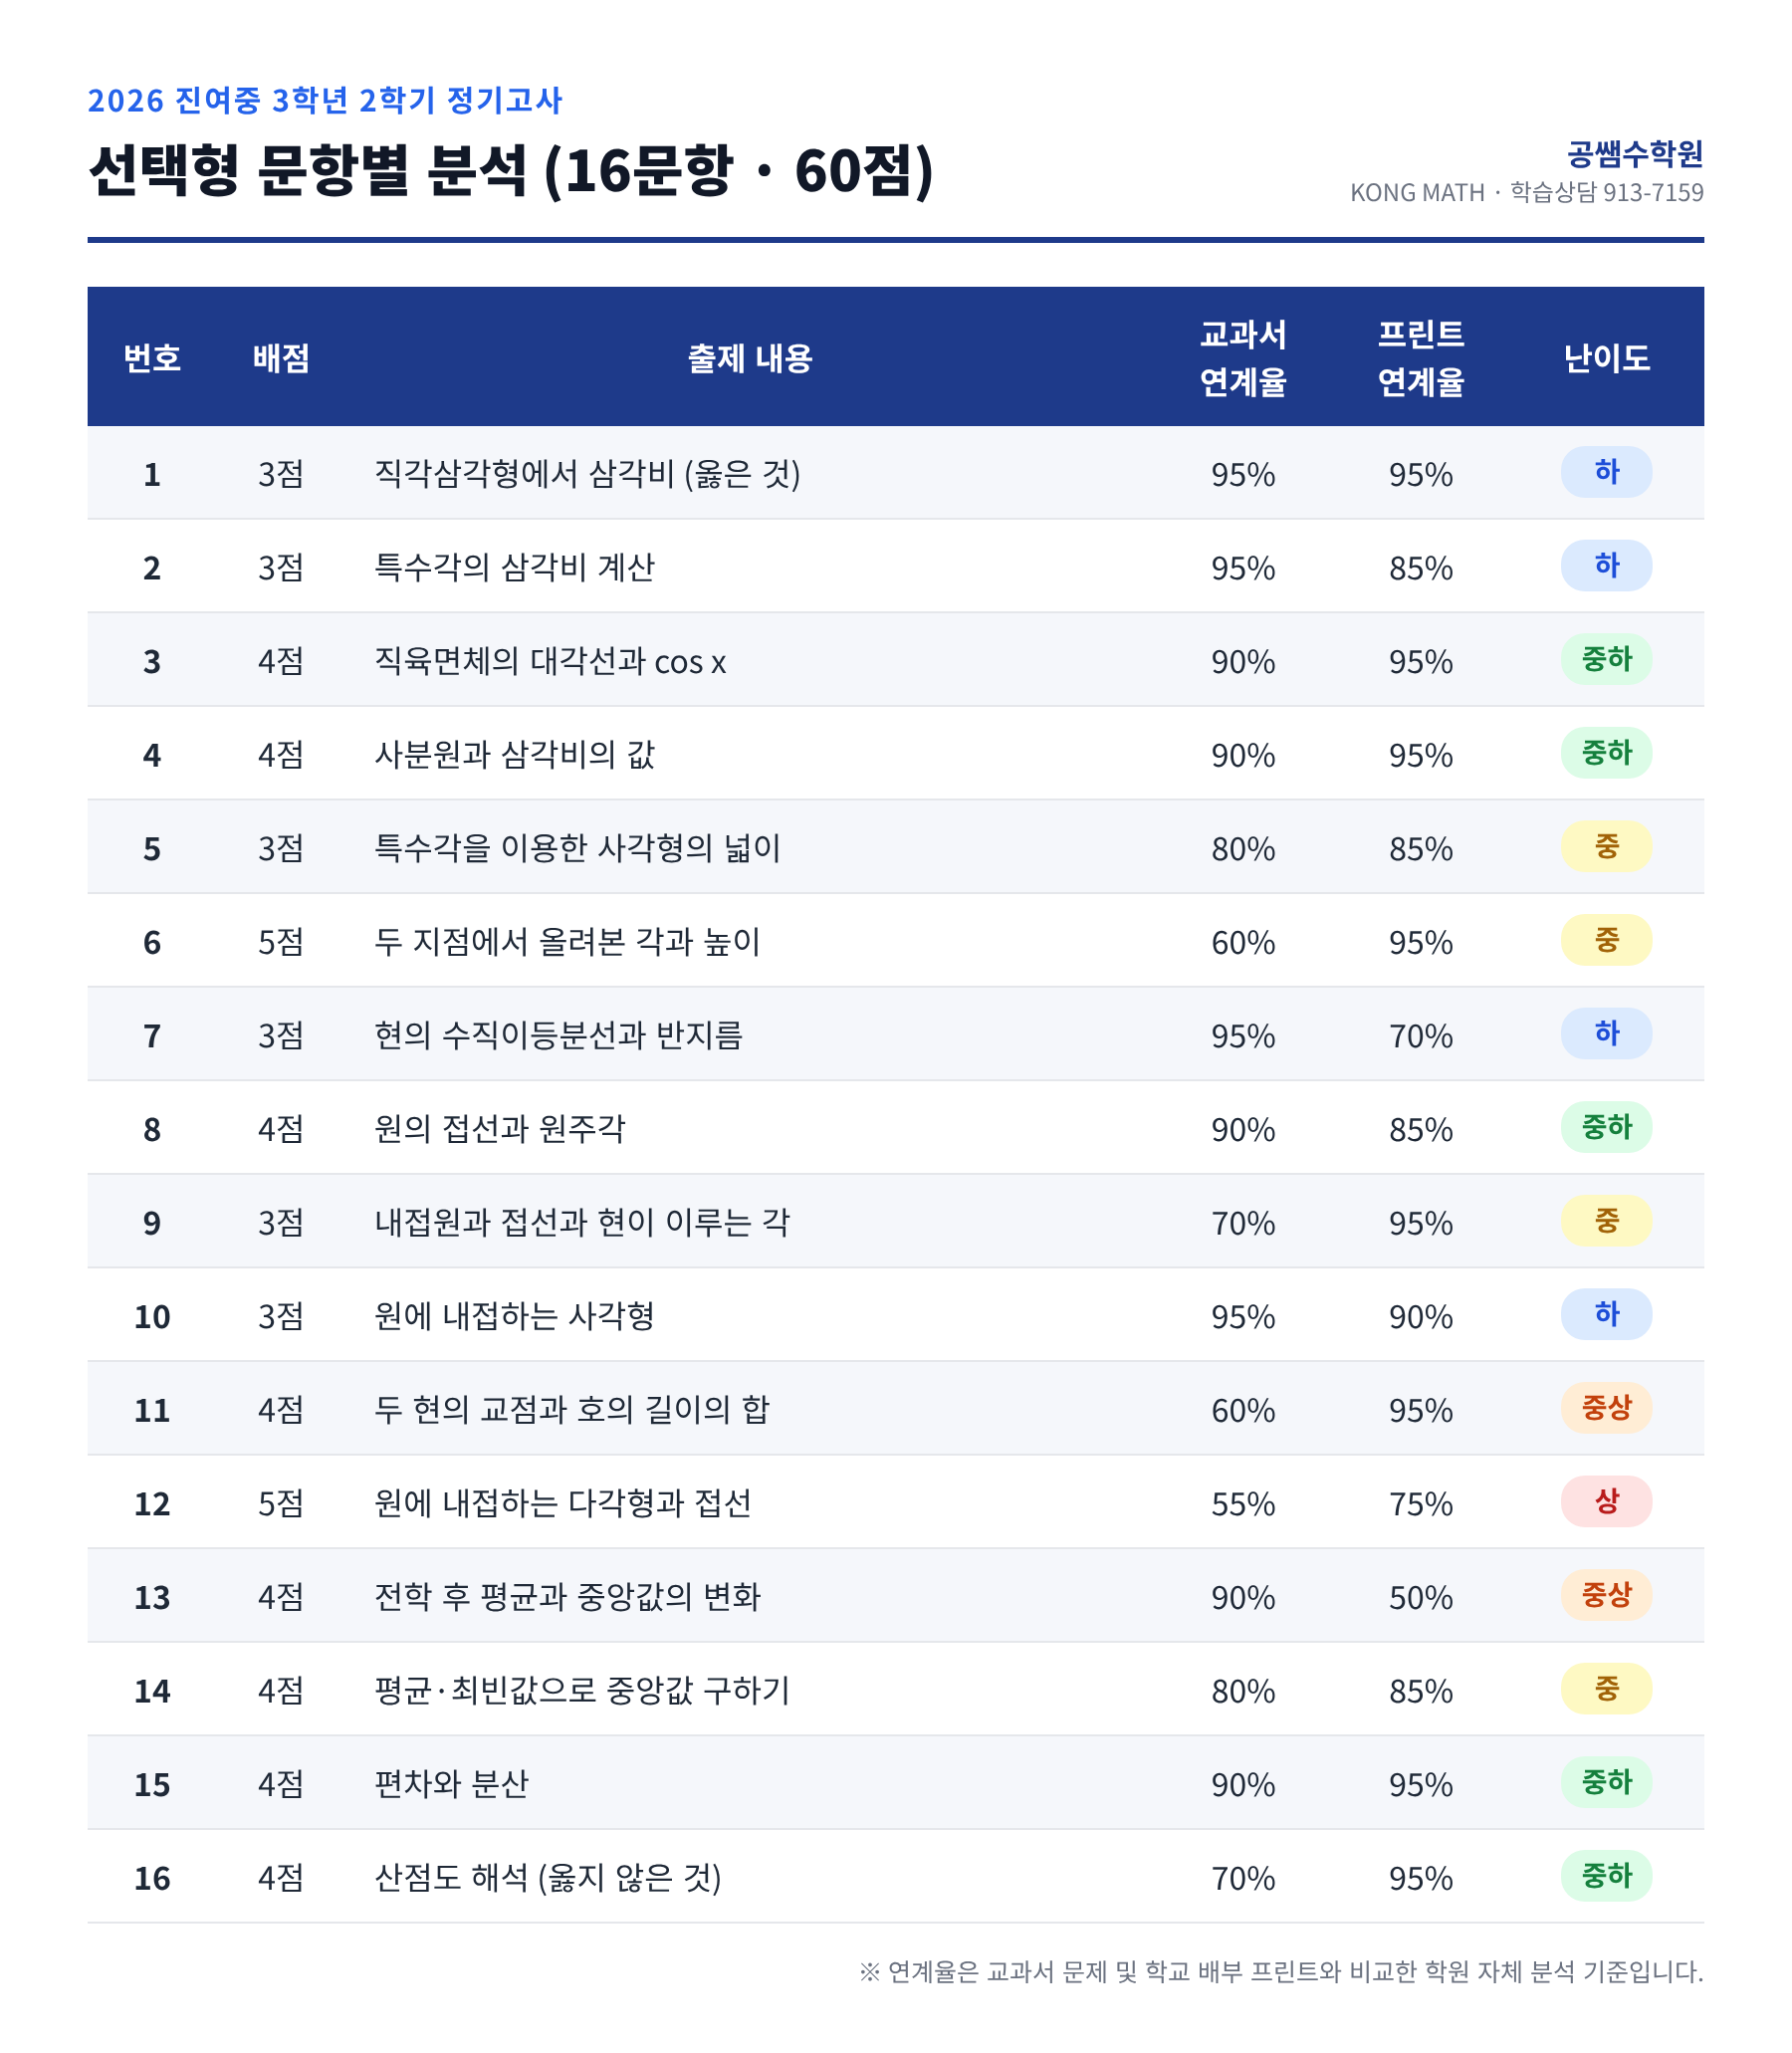 2026 진여중 3학년 2학기 정기고사
선택형 문항별 분석 (16문항 · 60점)
공쌤수학원
KONG MATH · 학습상담 913-7159
번호 배점 출제 내용 교과서 연계율 프린트 연계율 난이도
1 3점 직각삼각형에서 삼각비 (옳은 것) 95% 95% 하
2 3점 특수각의 삼각비 계산 95% 85% 하
3 4점 직육면체의 대각선과 cos x 90% 95% 중하
4 4점 사분원과 삼각비의 값 90% 95% 중하
5 3점 특수각을 이용한 사각형의 넓이 80% 85% 중
6 5점 두 지점에서 올려본 각과 높이 60% 95% 중
7 3점 현의 수직이등분선과 반지름 95% 70% 하
8 4점 원의 접선과 원주각 90% 85% 중하
9 3점 내접원과 접선과 현이 이루는 각 70% 95% 중
10 3점 원에 내접하는 사각형 95% 90% 하
11 4점 두 현의 교점과 호의 길이의 합 60% 95% 중상
12 5점 원에 내접하는 다각형과 접선 55% 75% 상
13 4점 전학 후 평균과 중앙값의 변화 90% 50% 중상
14 4점 평균·최빈값으로 중앙값 구하기 80% 85% 중
15 4점 편차와 분산 90% 95% 중하
16 4점 산점도 해석 (옳지 않은 것) 70% 95% 중하
※ 연계율은 교과서 문제 및 학교 배부 프린트와 비교한 학원 자체 분석 기준입니다.